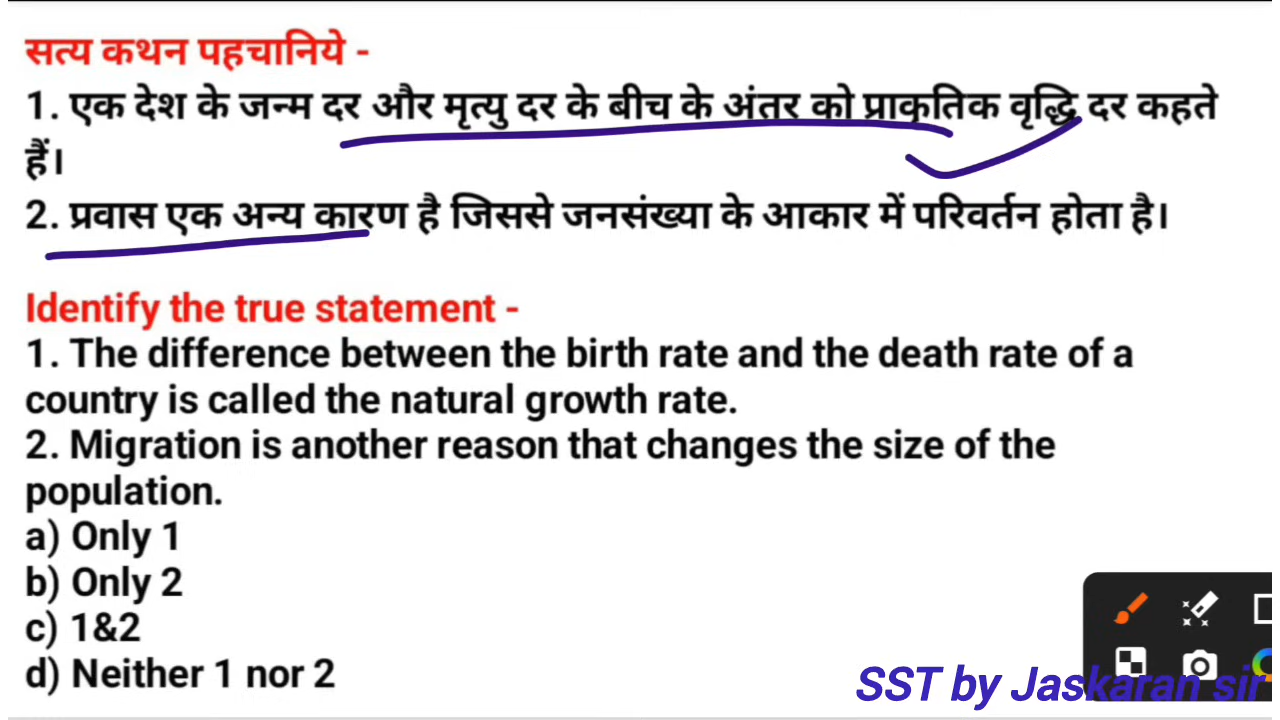 सत्य कथन पहचानिये -
1. एक देश के जन्म दर और मृत्यु दर के बीच के अंतर को प्राकृतिक वृद्धि दर कहते
हैं।
2. प्रवास एक अन्य कारण है जिससे जनसंख्या के आकार में परिवर्तन होता है।
Identify the true statement -
1. The difference between the birth rate and the death rate of a
country is called the natural growth rate.
2. Migration is another reason that changes the size of the
population.
a) Only 1
b) Only 2
c) 1&2
d) Neither 1 nor 2
SST by Jaskaran sir